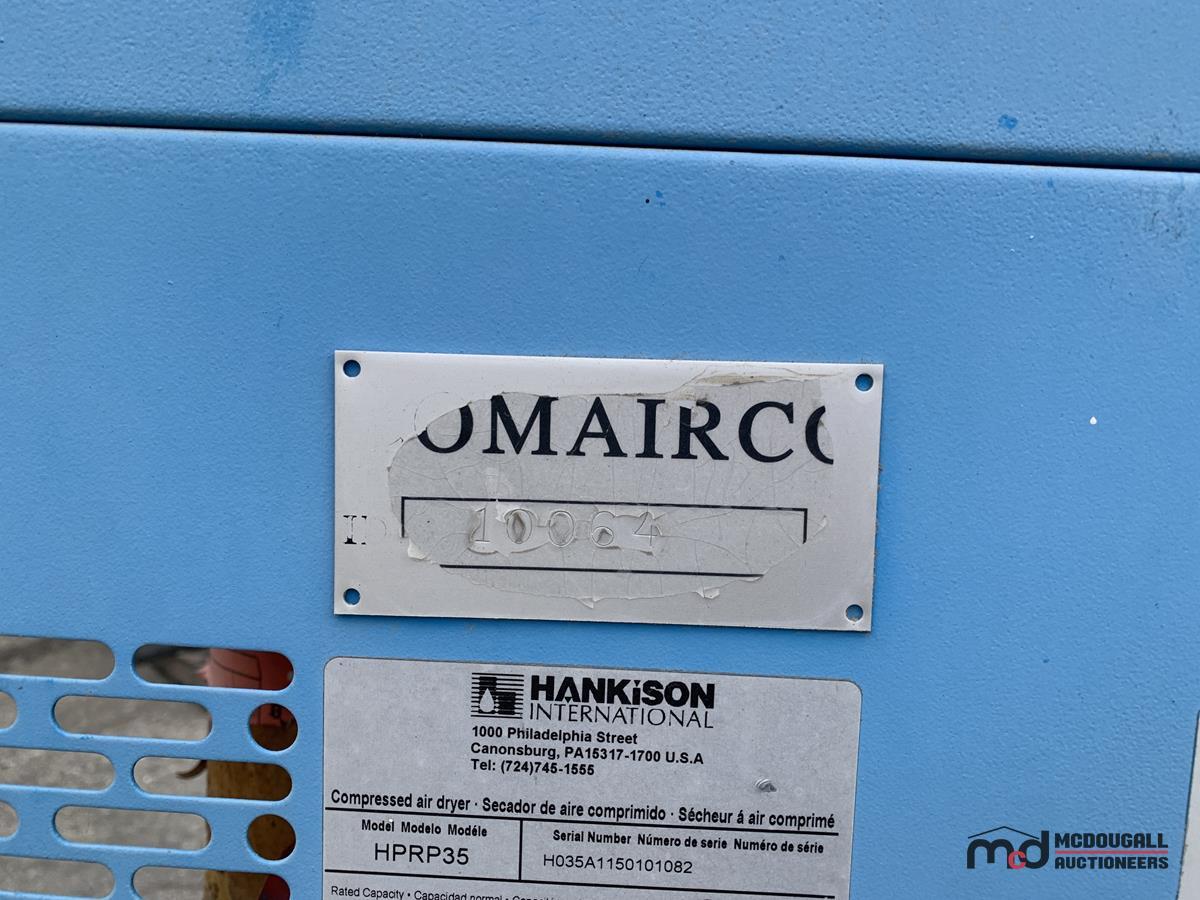 OMAIRCO
10064
HANKiSON
INTERNATIONAL
1000 Philadelphia Street
Canonsburg, PA15317-1700 U.S.A
Tel: (724)745-1555
Compressed air dryer · Secador de aire comprimido · Sécheur á air comprimé
Model Modelo Modéle
HPRP35
Serial Number Número de serie Numéro de série
H035A1150101082
Rated Capacity • Capacidad normal •
mcd MCDOUGALL
AUCTIONEERS